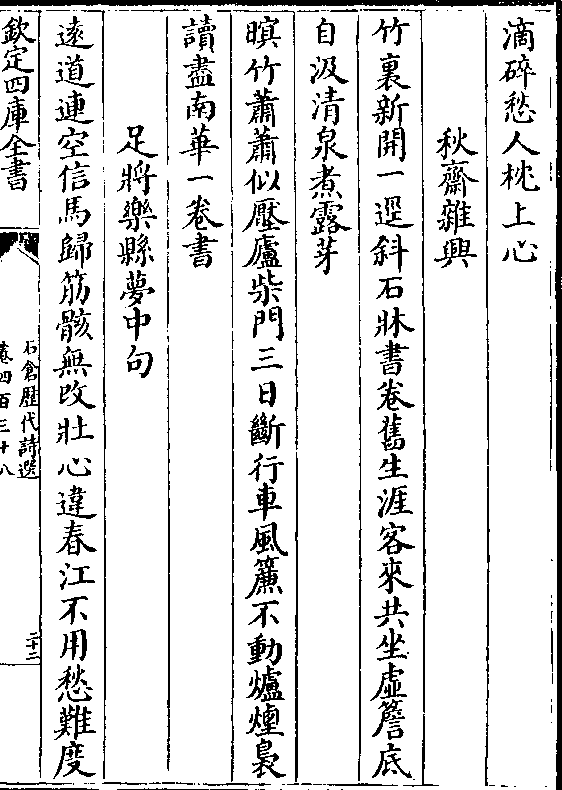 滴碎愁人枕上心
秋齋雜興
竹裏新開一逕斜石牀書卷舊生涯客來共坐虛簷底
自汲清泉煮露芽
暝竹蕭蕭似壓廬柴門三日斷行車風簾不動爐煙裊
讀盡南華一卷書
足將樂縣夢中句
遠道連空信馬歸筋骸無改壯心違春江不用愁難度
欽定四庫全書
石倉歷代詩選
卷四百三十八
二十二